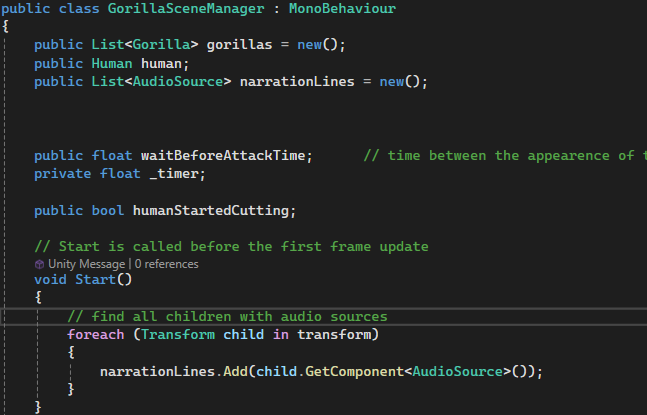 public class GorillaSceneManager : MonoBehaviour
{
public List<Gorilla> gorillas = new();
public Human human;
public List<AudioSource> narrationLines = new();
public float waitBeforeAttackTime; // time between the appearence of
private float _timer;
public bool humanStartedCutting;
// Start is called before the first frame update
Unity Message | 0 references
void Start()
{
// find all children with audio sources
foreach (Transform child in transform)
{
narrationLines.Add(child.GetComponent<AudioSource>());
}
}